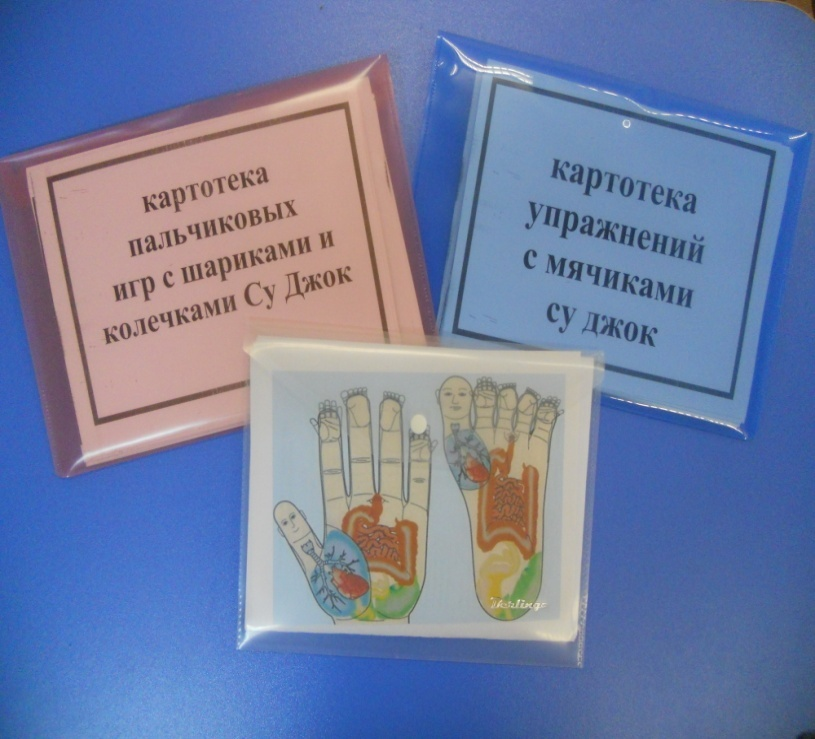 картотека
пальчиковых
игр с шариками и
колечками Су Джок
картотека
упражнений
с мячиками
су джок